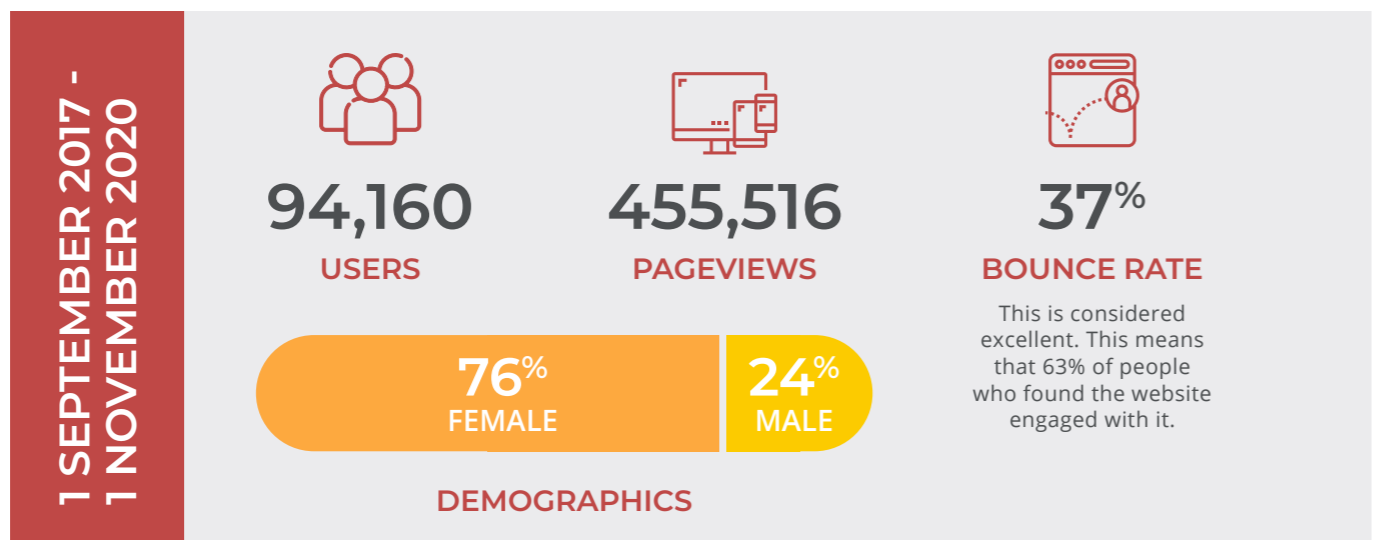 1 SEPTEMBER 2017 -
1 NOVEMBER 2020
94,160
USERS
455,516
PAGEVIEWS
37%
BOUNCE RATE
This is considered
excellent. This means
that 63% of people
who found the website
engaged with it.
76%
FEMALE
24%
MALE
DEMOGRAPHICS